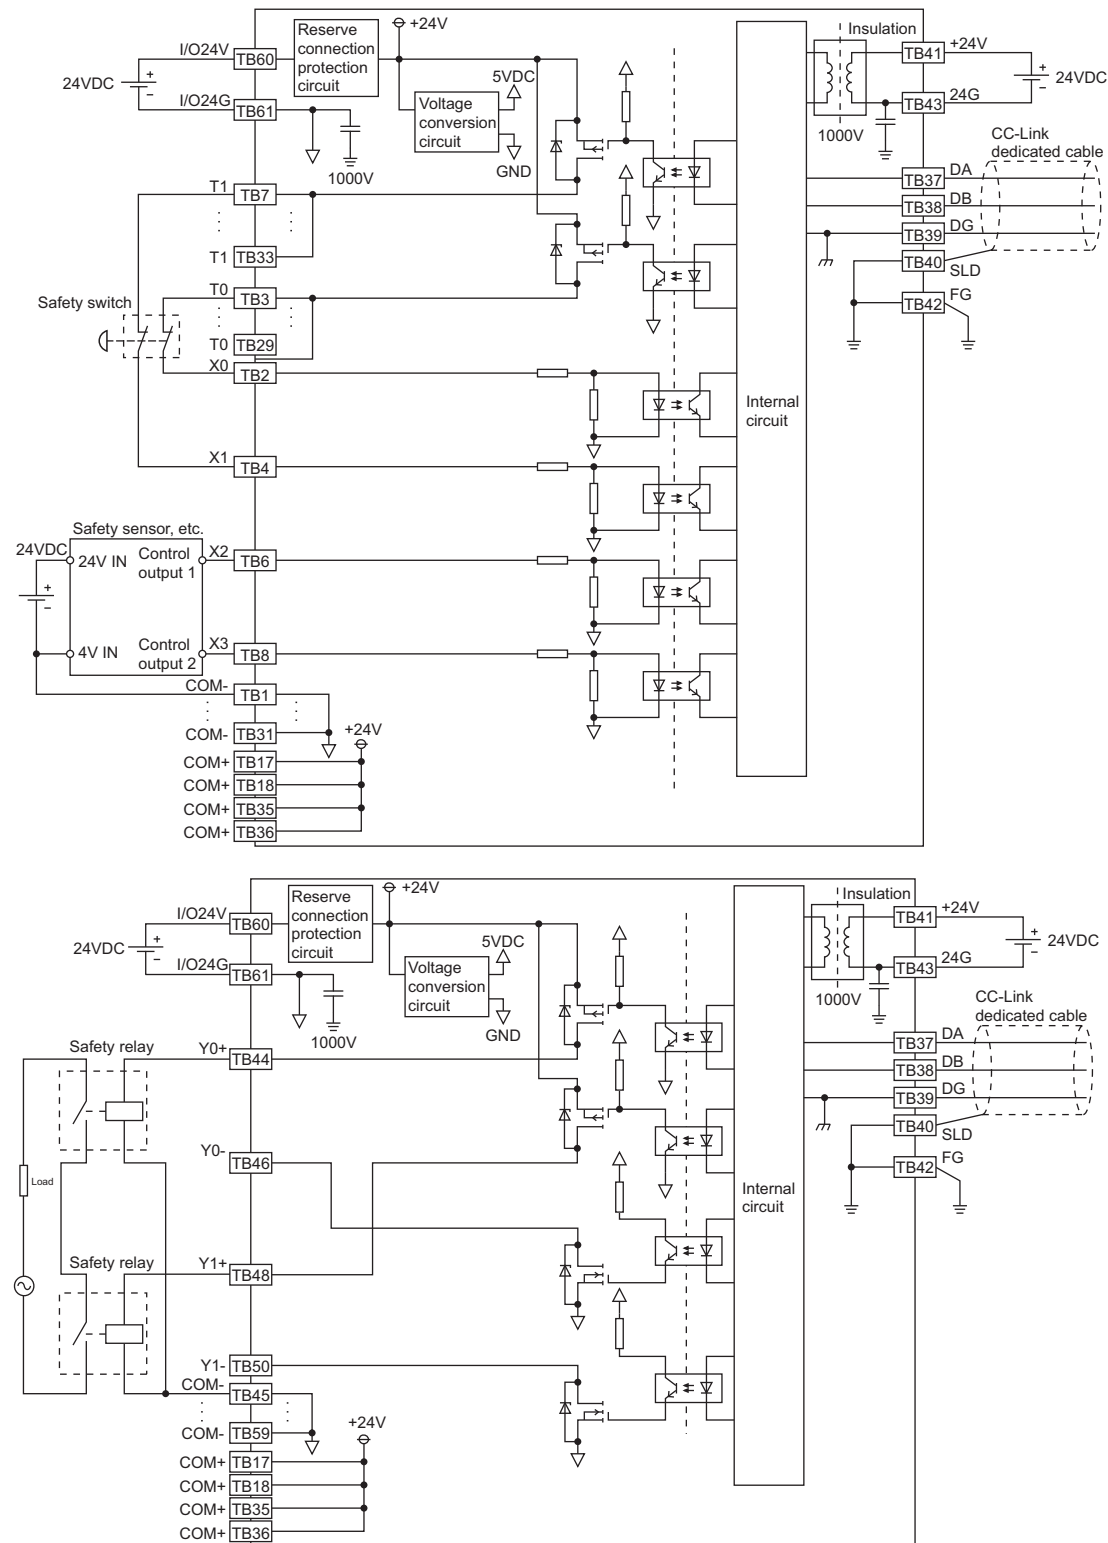 Reserve
connection
protection
circuit
+24V
Insulation
I/O24V
TB60
TB41
+24V
24VDC
+
−
5VDC
+
−
24VDC
I/O24G
TB61
Voltage
conversion
circuit
TB43
24G
1000V
GND
1000V
CC-Link
dedicated cable
T1
TB7
TB37
DA
TB38
DB
TB39
DG
T1
TB33
TB40
SLD
Safety switch
T0
TB3
TB42
FG
T0
TB29
X0
TB2
Internal
circuit
X1
TB4
Safety sensor, etc.
24VDC
24V IN
Control
output 1
X2
TB6
+
−
4V IN
Control
output 2
X3
TB8
COM-
TB1
COM-
TB31
+24V
COM+
TB17
COM+
TB18
COM+
TB35
COM+
TB36
Reserve
connection
protection
circuit
+24V
Insulation
I/O24V
TB60
TB41
+24V
24VDC
+
−
5VDC
+
−
24VDC
I/O24G
TB61
Voltage
conversion
circuit
TB43
24G
1000V
GND
1000V
CC-Link
dedicated cable
Safety relay
Y0+
TB44
TB37
DA
TB38
DB
TB39
DG
TB40
SLD
Y0-
TB46
TB42
FG
Load
Internal
circuit
Safety relay
Y1+
TB48
Y1-
TB50
COM-
TB45
COM-
TB59
+24V
COM+
TB17
COM+
TB18
COM+
TB35
COM+
TB36